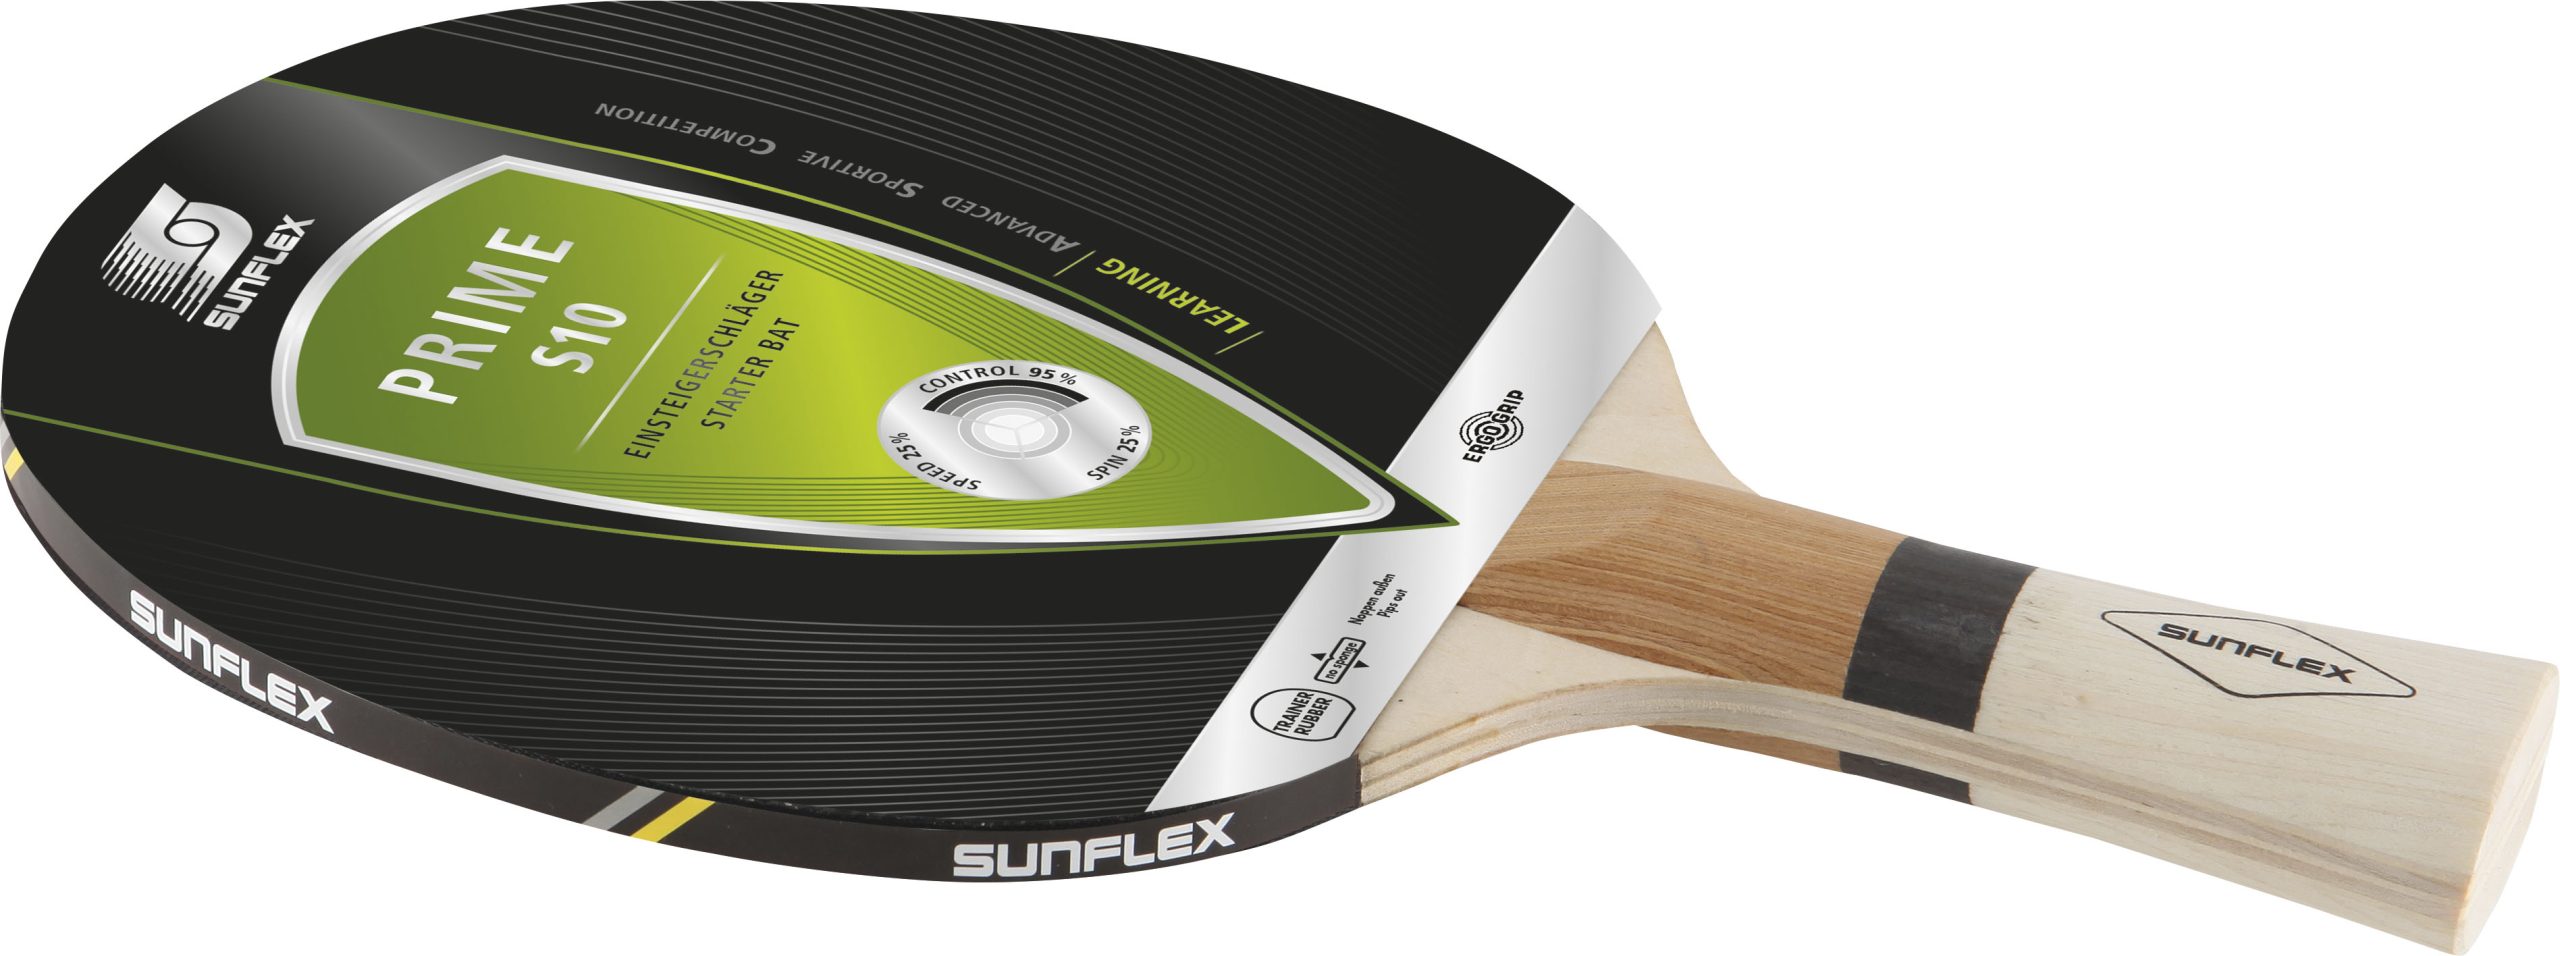 SUNFLEX
PRIME
S10
EINSTEIGERSCHLÄGER
STARTER BAT
CONTROL 95%
SPEED 25%
SPIN 25%
/LEARNING/ ADVANCED SPORTIVE COMPETITION
ERGOGRIP
Noppen außen
Pips out
no sponge
TRAINER
RUBBER
SUNFLEX
SUNFLEX
SUNFLEX